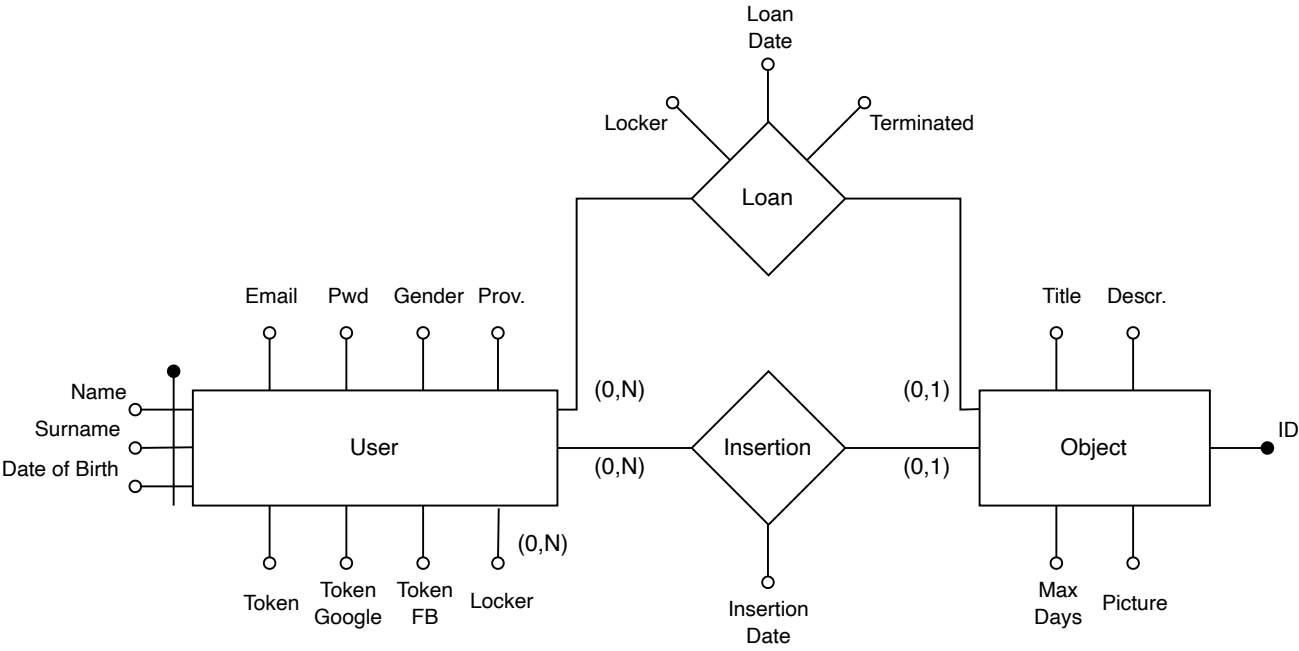 Loan
Date
Locker
Terminated
Loan
Email
Pwd
Gender
Prov.
Title
Descr.
Name
(0,N)
(0,1)
Surname
User
Insertion
Object
ID
Date of Birth
(0,N)
(0,1)
(0,N)
Token
Token
Google
Token
FB
Locker
Insertion
Date
Max
Days
Picture